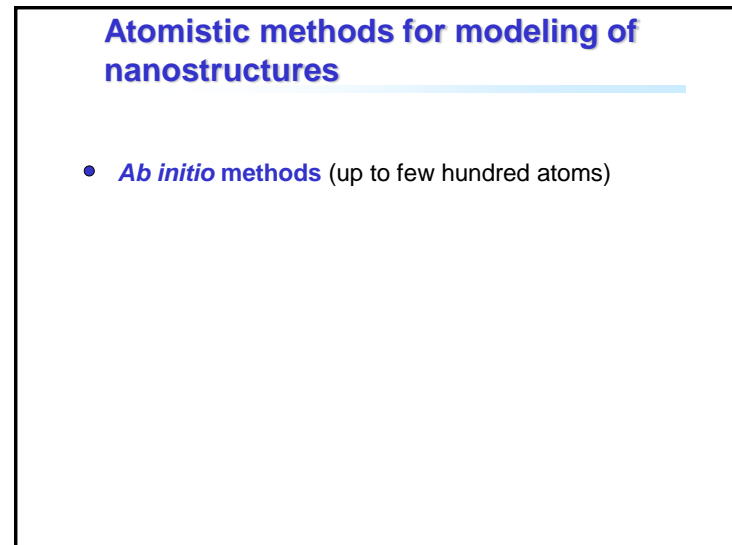 Atomistic methods for modeling of
nanostructures
• Ab initio methods (up to few hundred atoms)